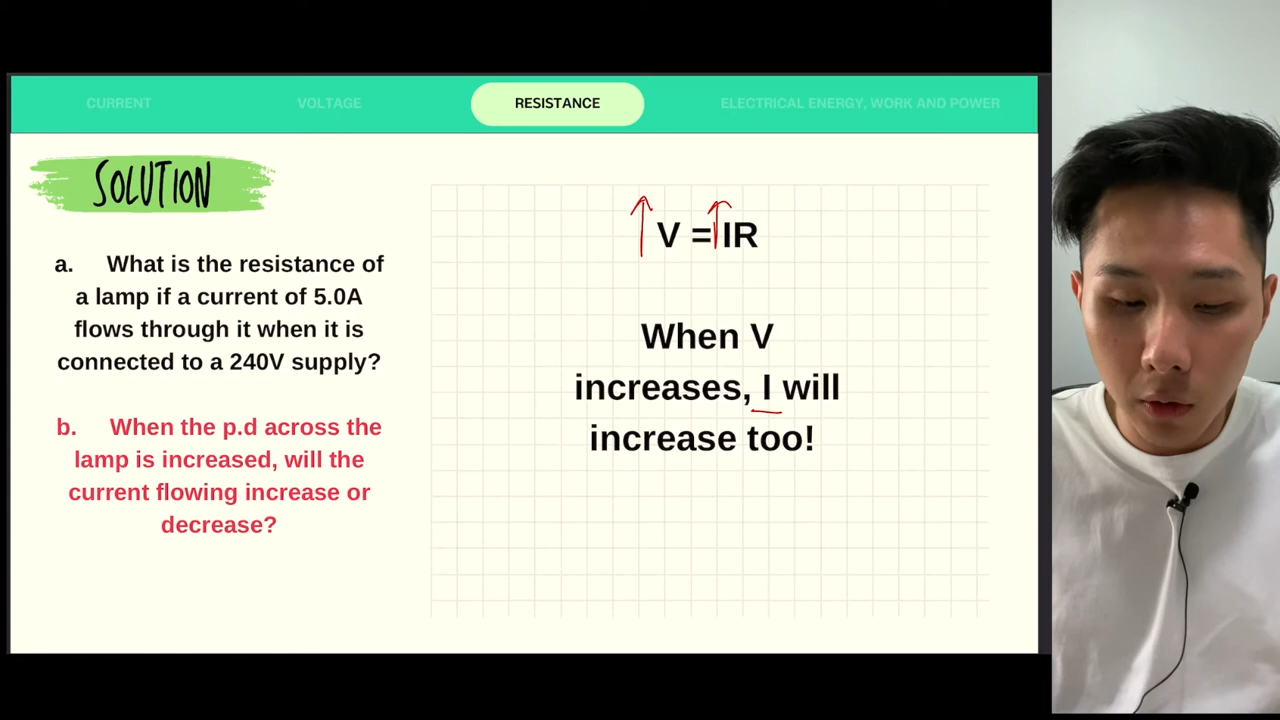 CURRENT VOLTAGE RESISTANCE ELECTRICAL ENERGY, WORK AND POWER
SOLUTION
a. What is the resistance of
a lamp if a current of 5.0A
flows through it when it is
connected to a 240V supply?
b. When the p.d across the
lamp is increased, will the
current flowing increase or
decrease?
V = IR
When V
increases, I will
increase too!